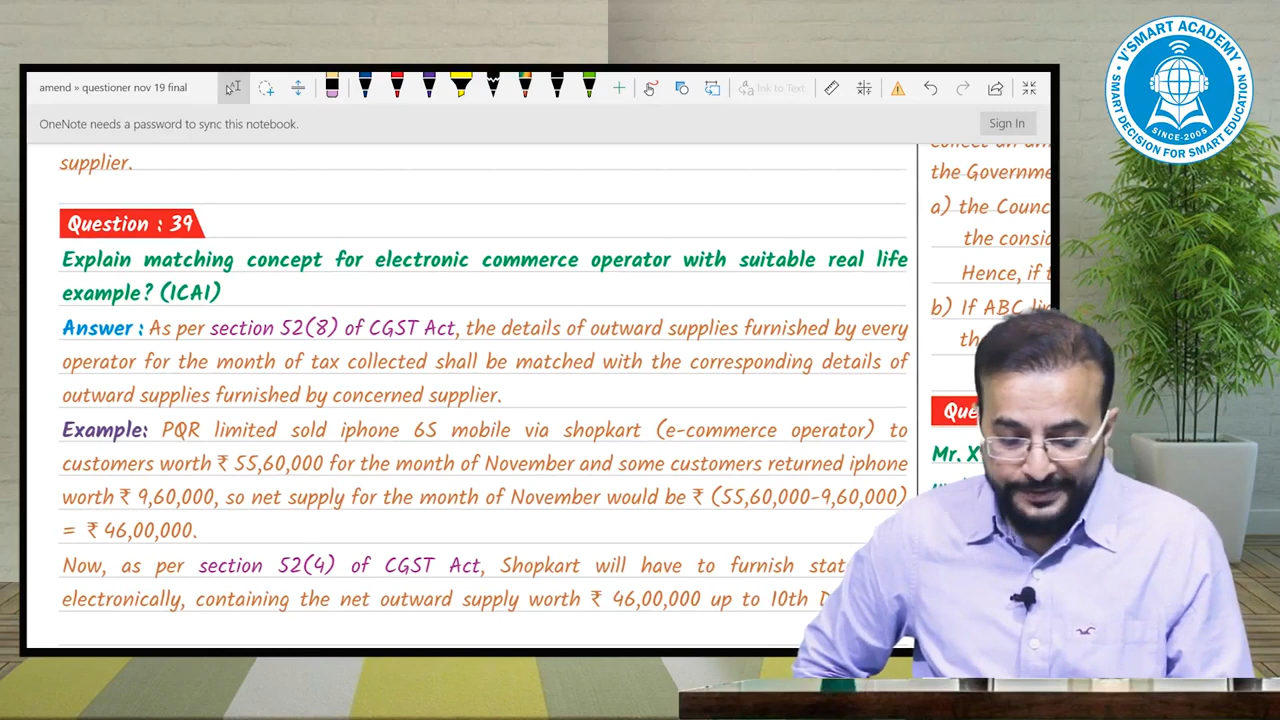 amend » questioner nov 19 final
Ink to Text
OneNote needs a password to sync this notebook.
Sign In
supplier.
Question : 39
Explain matching concept for electronic commerce operator with suitable real life
example? (ICAI)
Answer : As per section 52(8) of CGST Act, the details of outward supplies furnished by every
operator for the month of tax collected shall be matched with the corresponding details of
outward supplies furnished by concerned supplier.
Example: PQR limited sold iphone 6S mobile via shopkart (e-commerce operator) to
customers worth ₹ 55,60,000 for the month of November and some customers returned iphone
worth ₹ 9,60,000, so net supply for the month of November would be ₹ (55,60,000-9,60,000)
= ₹ 46,00,000.
Now, as per section 52(4) of CGST Act, Shopkart will have to furnish
electronically, containing the net outward supply worth ₹ 46,00,000 up to 10th
the
a) the
the
Hence, if
b) If ABC
Mr.
V'SMART ACADEMY
SMART DECISION FOR SMART EDUCATION
SINCE-2005